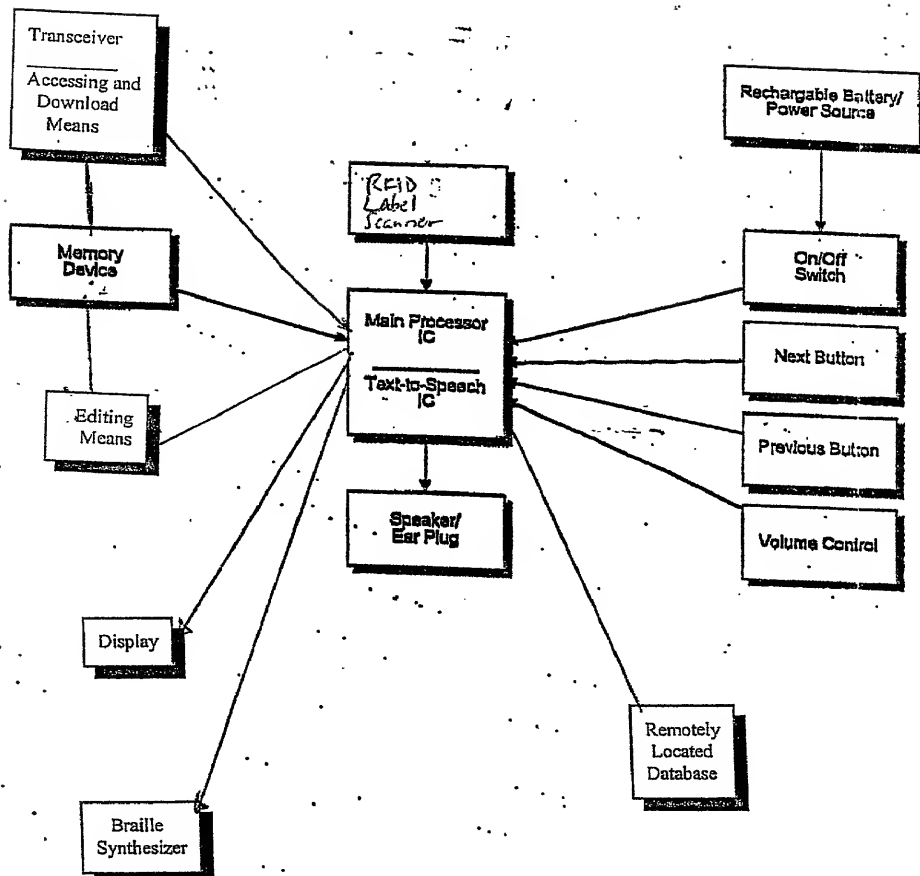 Transceiver
Accessing and
Download
Means
Rechargable Battery/
Power Source
RFID
Label
Scanner
Memory
Device
On/Off
Switch
Main Processor
IC
Text-to-Speech
IC
Next Button
Editing
Means
Previous Button
Speaker/
Ear Plug
Volume Control
Display
Remotely
Located
Database
Braille
Synthesizer